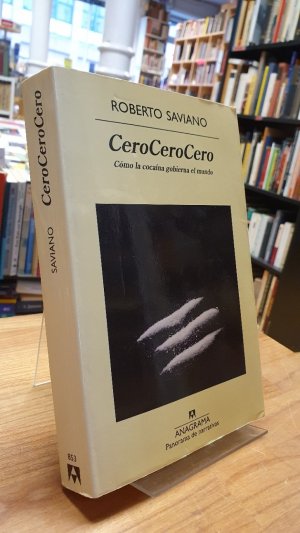 ROBERTO SAVIANO
CeroCeroCero
Cómo la cocaína gobierna el mundo
ANAGRAMA
Panorama de narrativas
CeroCeroCero
SAVIANO
853